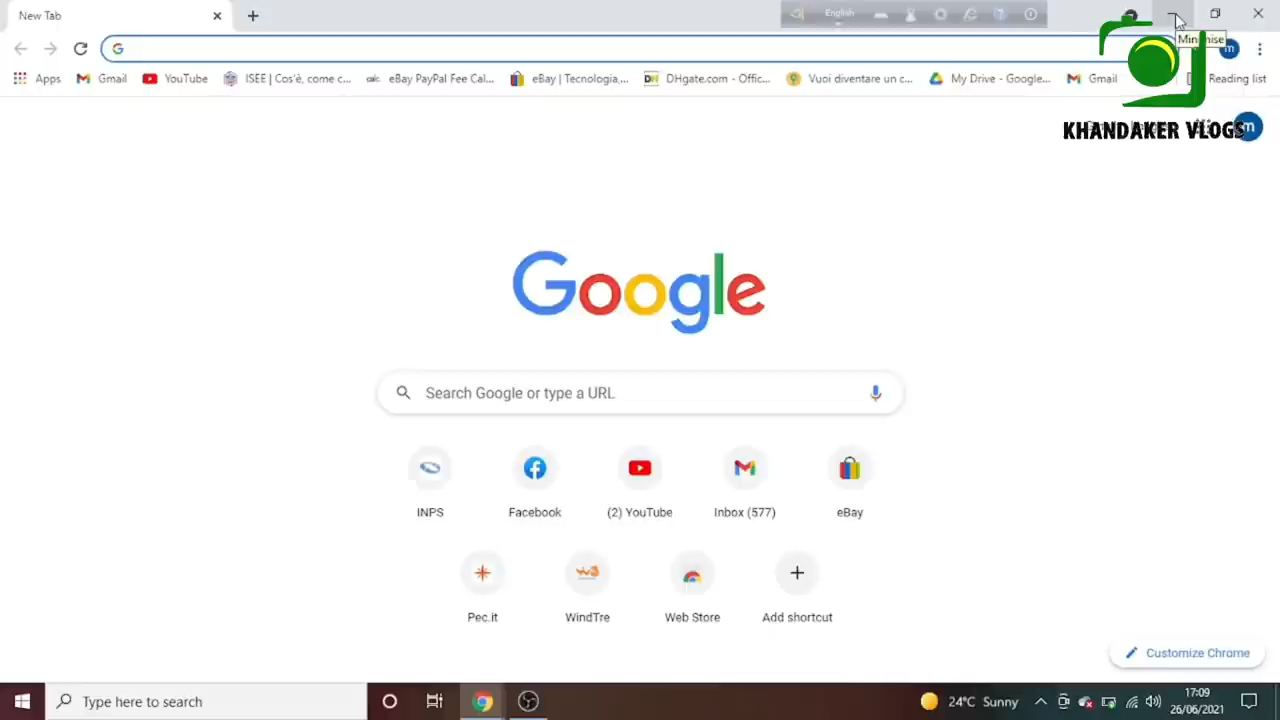 New Tab
English
Minimise
m
Apps
Gmail
YouTube
ISEE | Cos'è, come c...
eBay PayPal Fee Cal...
eBay | Tecnologia,...
DHgate.com - Offic...
Vuoi diventare un c...
My Drive - Google...
Gmail
Reading list
KHANDAKER VLOGS
m
Google
Search Google or type a URL
INPS
Facebook
(2) YouTube
Inbox (577)
eBay
Pec.it
WindTre
Web Store
Add shortcut
Customize Chrome
Type here to search
24°C Sunny
17:09
26/06/2021